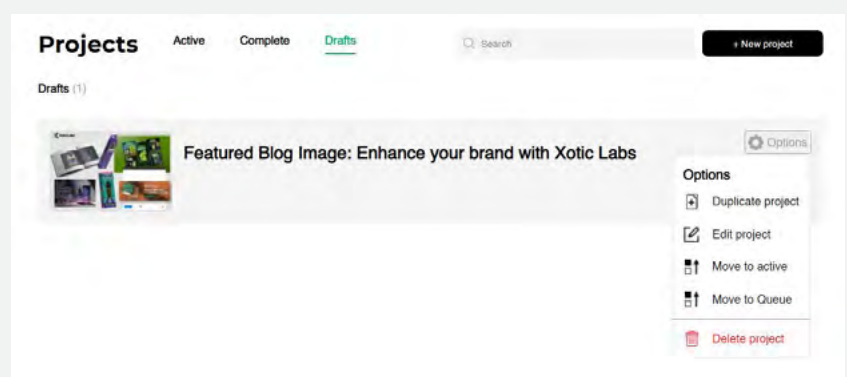 Projects Active Complete Drafts Search + New project
Drafts (1)
Options
Featured Blog Image: Enhance your brand with Xotic Labs
Options
Duplicate project
Edit project
Move to active
Move to Queue
Delete project